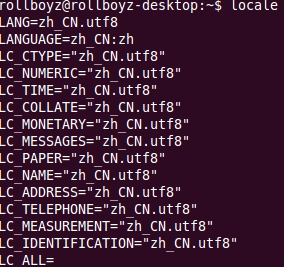 rollboyz@rollboyz-desktop:~$ locale
LANG=zh_CN.utf8
LANGUAGE=zh_CN:zh
LC_CTYPE="zh_CN.utf8"
LC_NUMERIC="zh_CN.utf8"
LC_TIME="zh_CN.utf8"
LC_COLLATE="zh_CN.utf8"
LC_MONETARY="zh_CN.utf8"
LC_MESSAGES="zh_CN.utf8"
LC_PAPER="zh_CN.utf8"
LC_NAME="zh_CN.utf8"
LC_ADDRESS="zh_CN.utf8"
LC_TELEPHONE="zh_CN.utf8"
LC_MEASUREMENT="zh_CN.utf8"
LC_IDENTIFICATION="zh_CN.utf8"
LC_ALL=